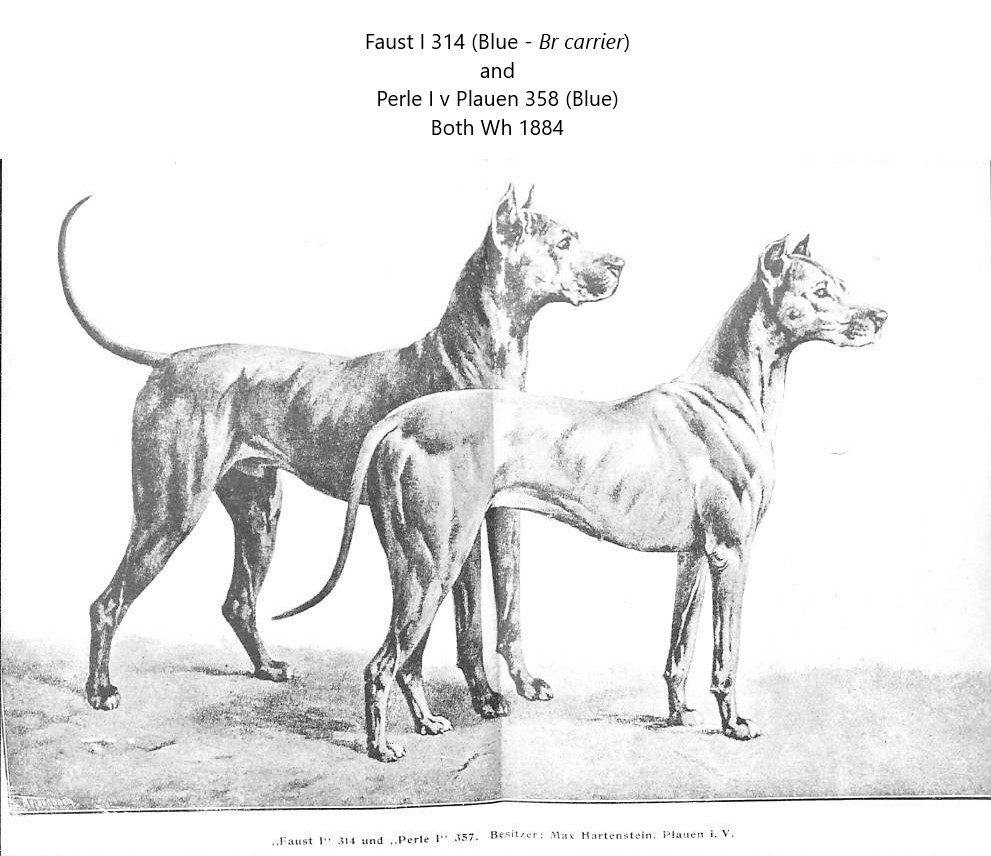 Faust I 314 (Blue - Br carrier)
and
Perle I v Plauen 358 (Blue)
Both Wh 1884
„Faust I“ 314 und „Perle I“ 357. Besitzer: Max Hartenstein, Plauen i. V.